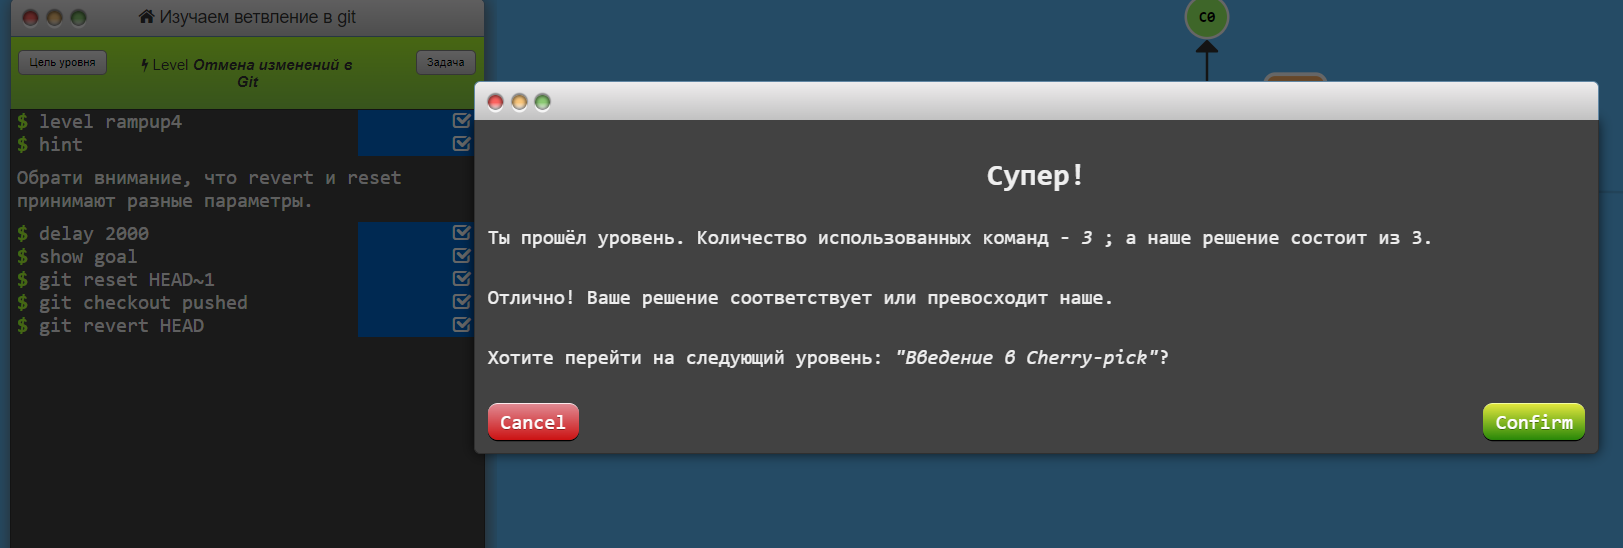 Изучаем ветвление в git
Цель уровня
Level Отмена изменений в
Git
Задача
$ level rampup4
$ hint
Обрати внимание, что revert и reset
принимают разные параметры.
$ delay 2000
$ show goal
$ git reset HEAD~1
$ git checkout pushed
$ git revert HEAD
C0
Супер!
Ты прошёл уровень. Количество использованных команд - 3 ; а наше решение состоит из 3.
Отлично! Ваше решение соответствует или превосходит наше.
Хотите перейти на следующий уровень: "Введение в Cherry-pick"?
Cancel
Confirm